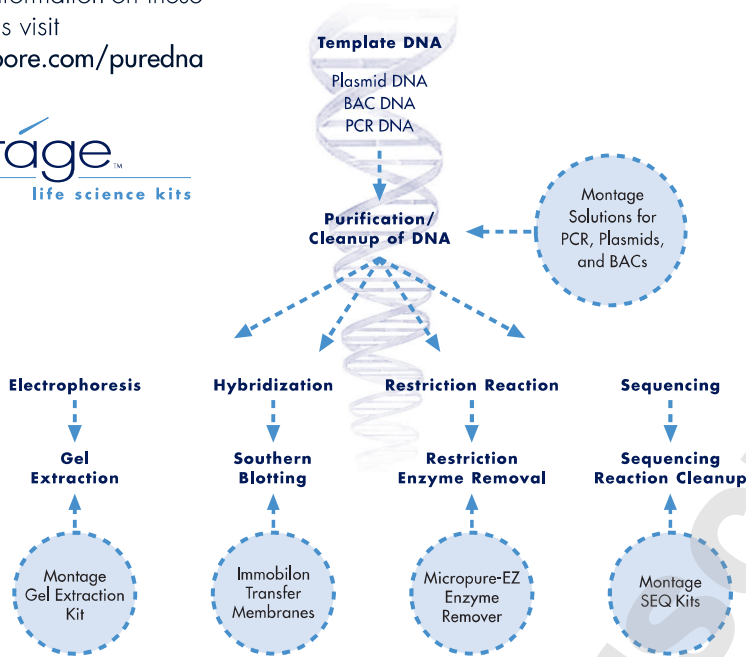 s visit
pore.com/puredna
tage™
life science kits
Template DNA
Plasmid DNA
BAC DNA
PCR DNA
Purification/
Cleanup of DNA
Montage
Solutions for
PCR, Plasmids,
and BACs
Electrophoresis
Hybridization
Restriction Reaction
Sequencing
Gel
Extraction
Southern
Blotting
Restriction
Enzyme Removal
Sequencing
Reaction Cleanup
Montage
Gel Extraction
Kit
Immobilon
Transfer
Membranes
Micropure-EZ
Enzyme
Remover
Montage
SEQ Kits